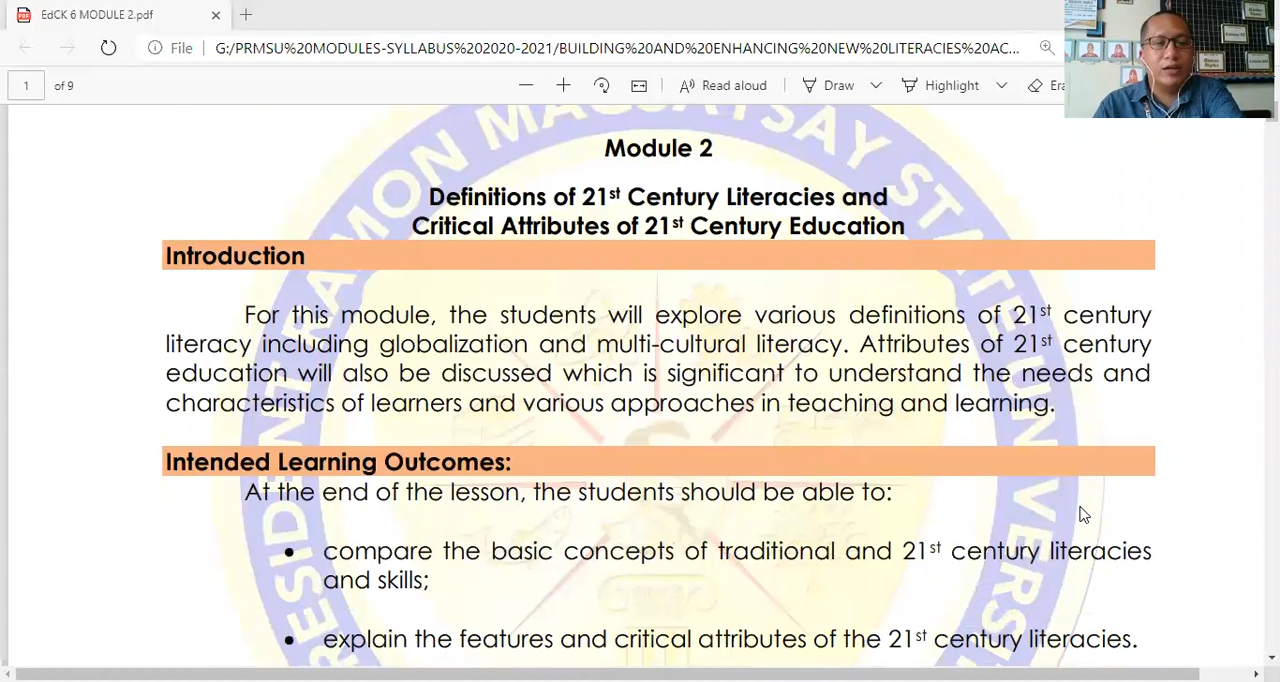 EdCK 6 MODULE 2.pdf
File
G:/PRMSU%20MODULES-SYLLABUS%202020-2021/BUILDING%20AND%20ENHANCING%20NEW%20LITERACIES%20AC...
1 of 9
Read aloud
Draw
Highlight
Era
PRESIDENT RAMON MAGSAYSAY STATE UNIVERSI
Module 2
Definitions of 21st Century Literacies and
Critical Attributes of 21st Century Education
Introduction
For this module, the students will explore various definitions of 21st century
literacy including globalization and multi-cultural literacy. Attributes of 21st century
education will also be discussed which is significant to understand the needs and
characteristics of learners and various approaches in teaching and learning.
Intended Learning Outcomes:
At the end of the lesson, the students should be able to:
• compare the basic concepts of traditional and 21st century literacies
and skills;
• explain the features and critical attributes of the 21st century literacies.